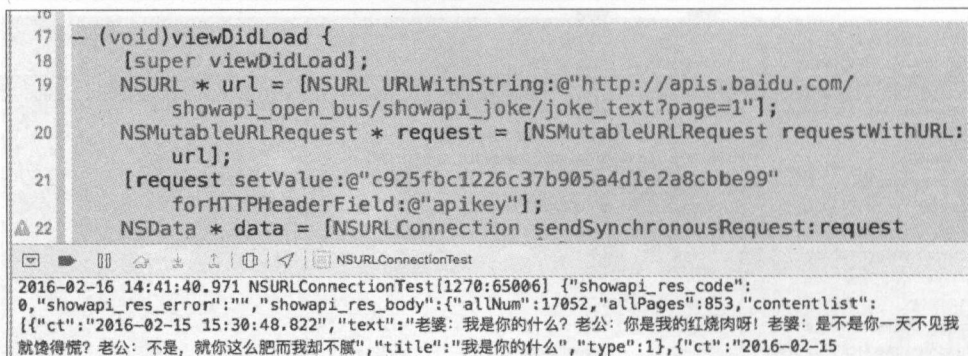 16
17 - (void)viewDidLoad {
18 [super viewDidLoad];
19 NSURL * url = [NSURL URLWithString:@"http://apis.baidu.com/
showapi_open_bus/showapi_joke/joke_text?page=1"];
20 NSMutableURLRequest * request = [NSMutableURLRequest requestWithURL:
url];
21 [request setValue:@"c925fbc1226c37b905a4d1e2a8cbbe99"
forHTTPHeaderField:@"apikey"];
22 NSData * data = [NSURLConnection sendSynchronousRequest:request
NSURLConnectionTest
2016-02-16 14:41:40.971 NSURLConnectionTest[1270:65006] {"showapi_res_code":
0,"showapi_res_error":"","showapi_res_body":{"allNum":17052,"allPages":853,"contentlist":
[{"ct":"2016-02-15 15:30:48.822","text":"老婆：我是你的什么？老公：你是我的红烧肉呀！老婆：是不是你一天不见我
就馋得慌？老公：不是，就你这么肥而我却不腻","title":"我是你的什么","type":1},{"ct":"2016-02-15